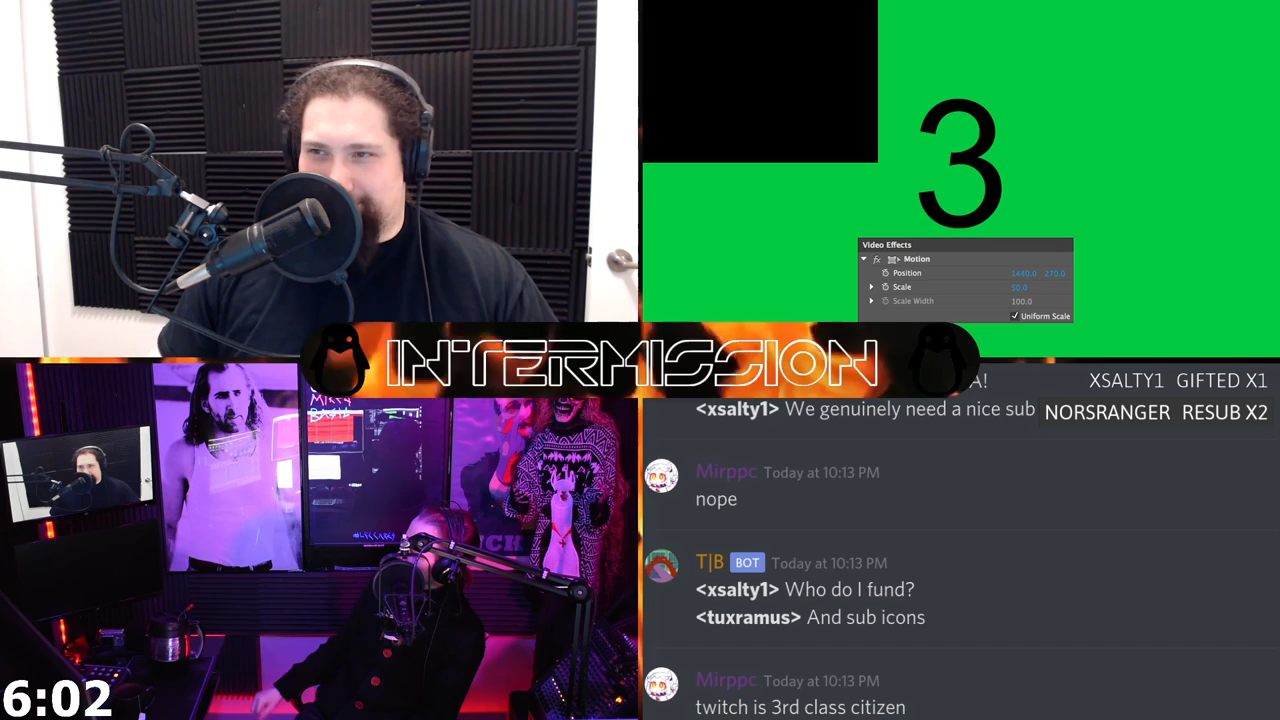 3
Video Effects
fx Motion
Position 1440.0 270.0
Scale 50.0
Scale Width 100.0
Uniform Scale
INTERMISSION
A! XSALTY1 GIFTED X1
<xsalty1> We genuinely need a nice sub
NORSRANGER RESUB X2
Mirppc Today at 10:13 PM
nope
T|B BOT Today at 10:13 PM
<xsalty1> Who do I fund?
<tuxramus> And sub icons
Mirppc Today at 10:13 PM
twitch is 3rd class citizen
6:02